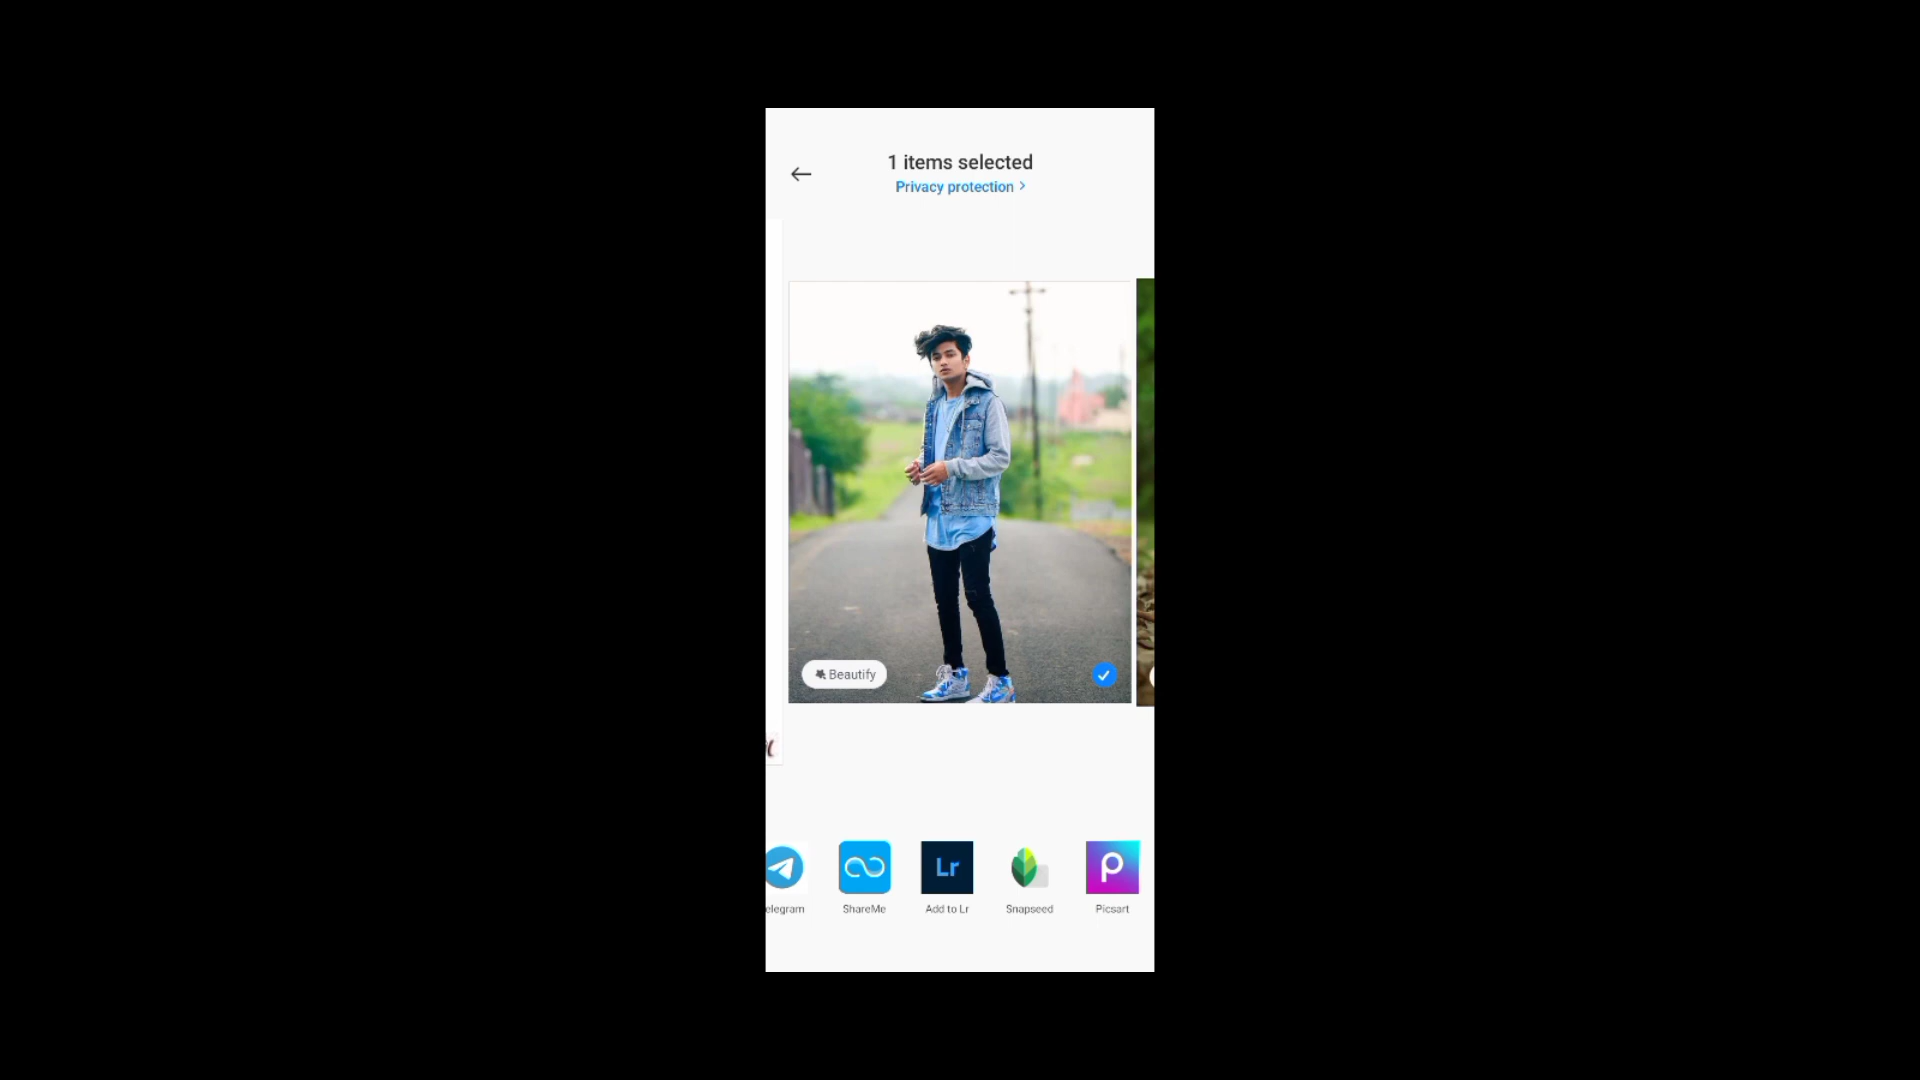 1 items selected
Privacy protection >
Beautify
elegram
ShareMe
Lr
Add to Lr
Snapseed
Picsart